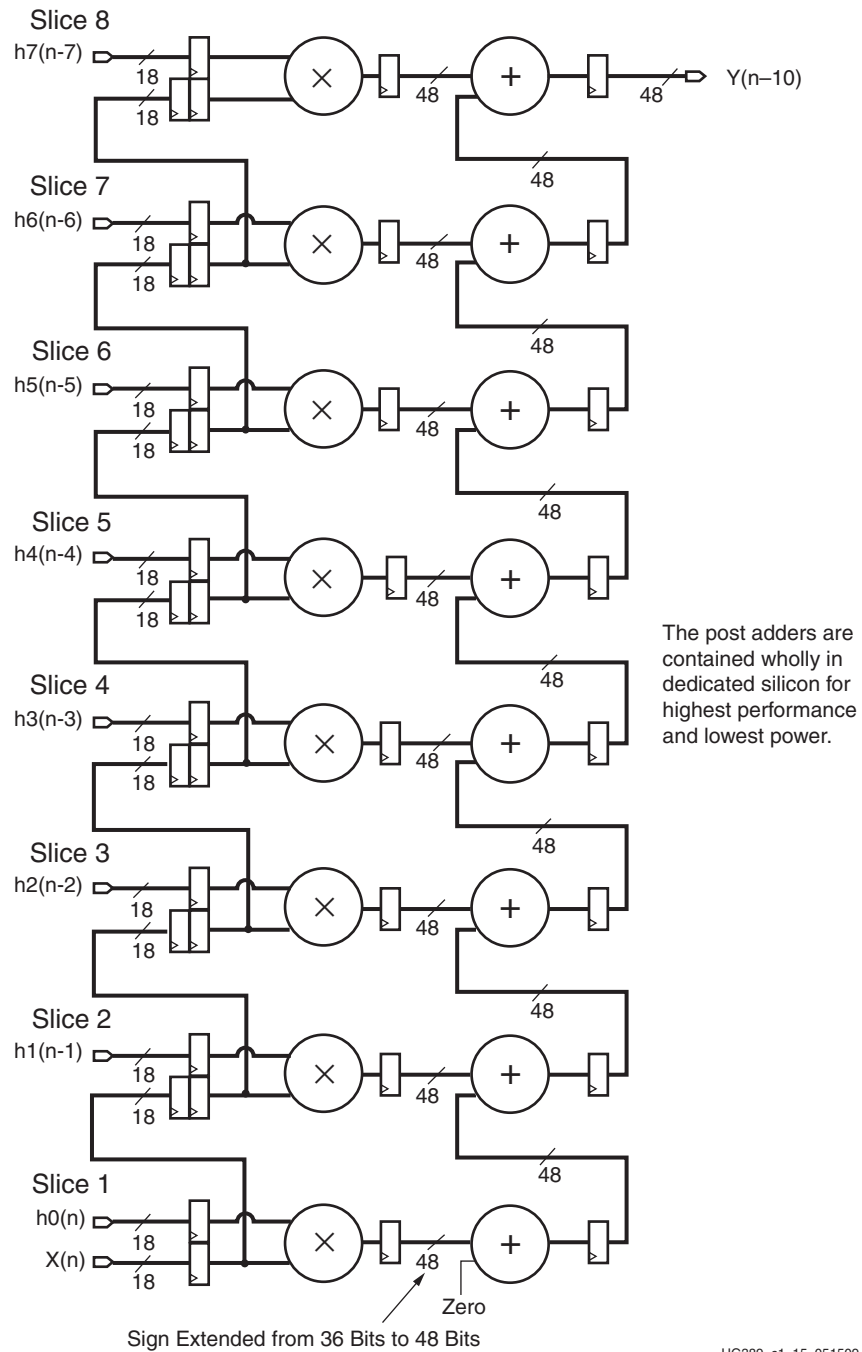 Slice 8
h7(n-7)
18
18
×
48
+
48
Y(n–10)
48
Slice 7
h6(n-6)
18
18
×
48
+
48
Slice 6
h5(n-5)
18
18
×
48
+
48
Slice 5
h4(n-4)
18
18
×
48
+
The post adders are
contained wholly in
dedicated silicon for
highest performance
and lowest power.
48
Slice 4
h3(n-3)
18
18
×
48
+
48
Slice 3
h2(n-2)
18
18
×
48
+
48
Slice 2
h1(n-1)
18
18
×
48
+
48
Slice 1
h0(n)
18
X(n)
18
×
48
+
Zero
Sign Extended from 36 Bits to 48 Bits